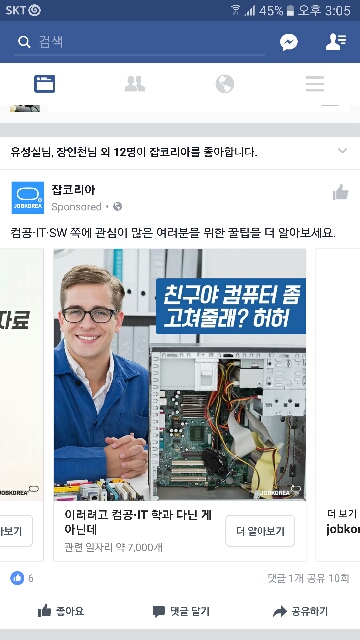 SKT 45% 오후 3:05
검색
유성실님, 장인천님 외 12명이 잡코리아를 좋아합니다.
JOBKOREA
잡코리아
Sponsored ·
컴공·IT·SW 쪽에 관심이 많은 여러분을 위한 꿀팁을 더 알아보세요.
자료
친구야 컴퓨터 좀
고쳐줄래? 허허
JOBKOREA
JOBKOREA
이러려고 컴공·IT 학과 다닌 게
아닌데
관련 일자리 약 7,000개
더 알아보기
아보기
더 보기
jobkor
6
댓글 1개 공유 10회
좋아요
댓글 달기
공유하기